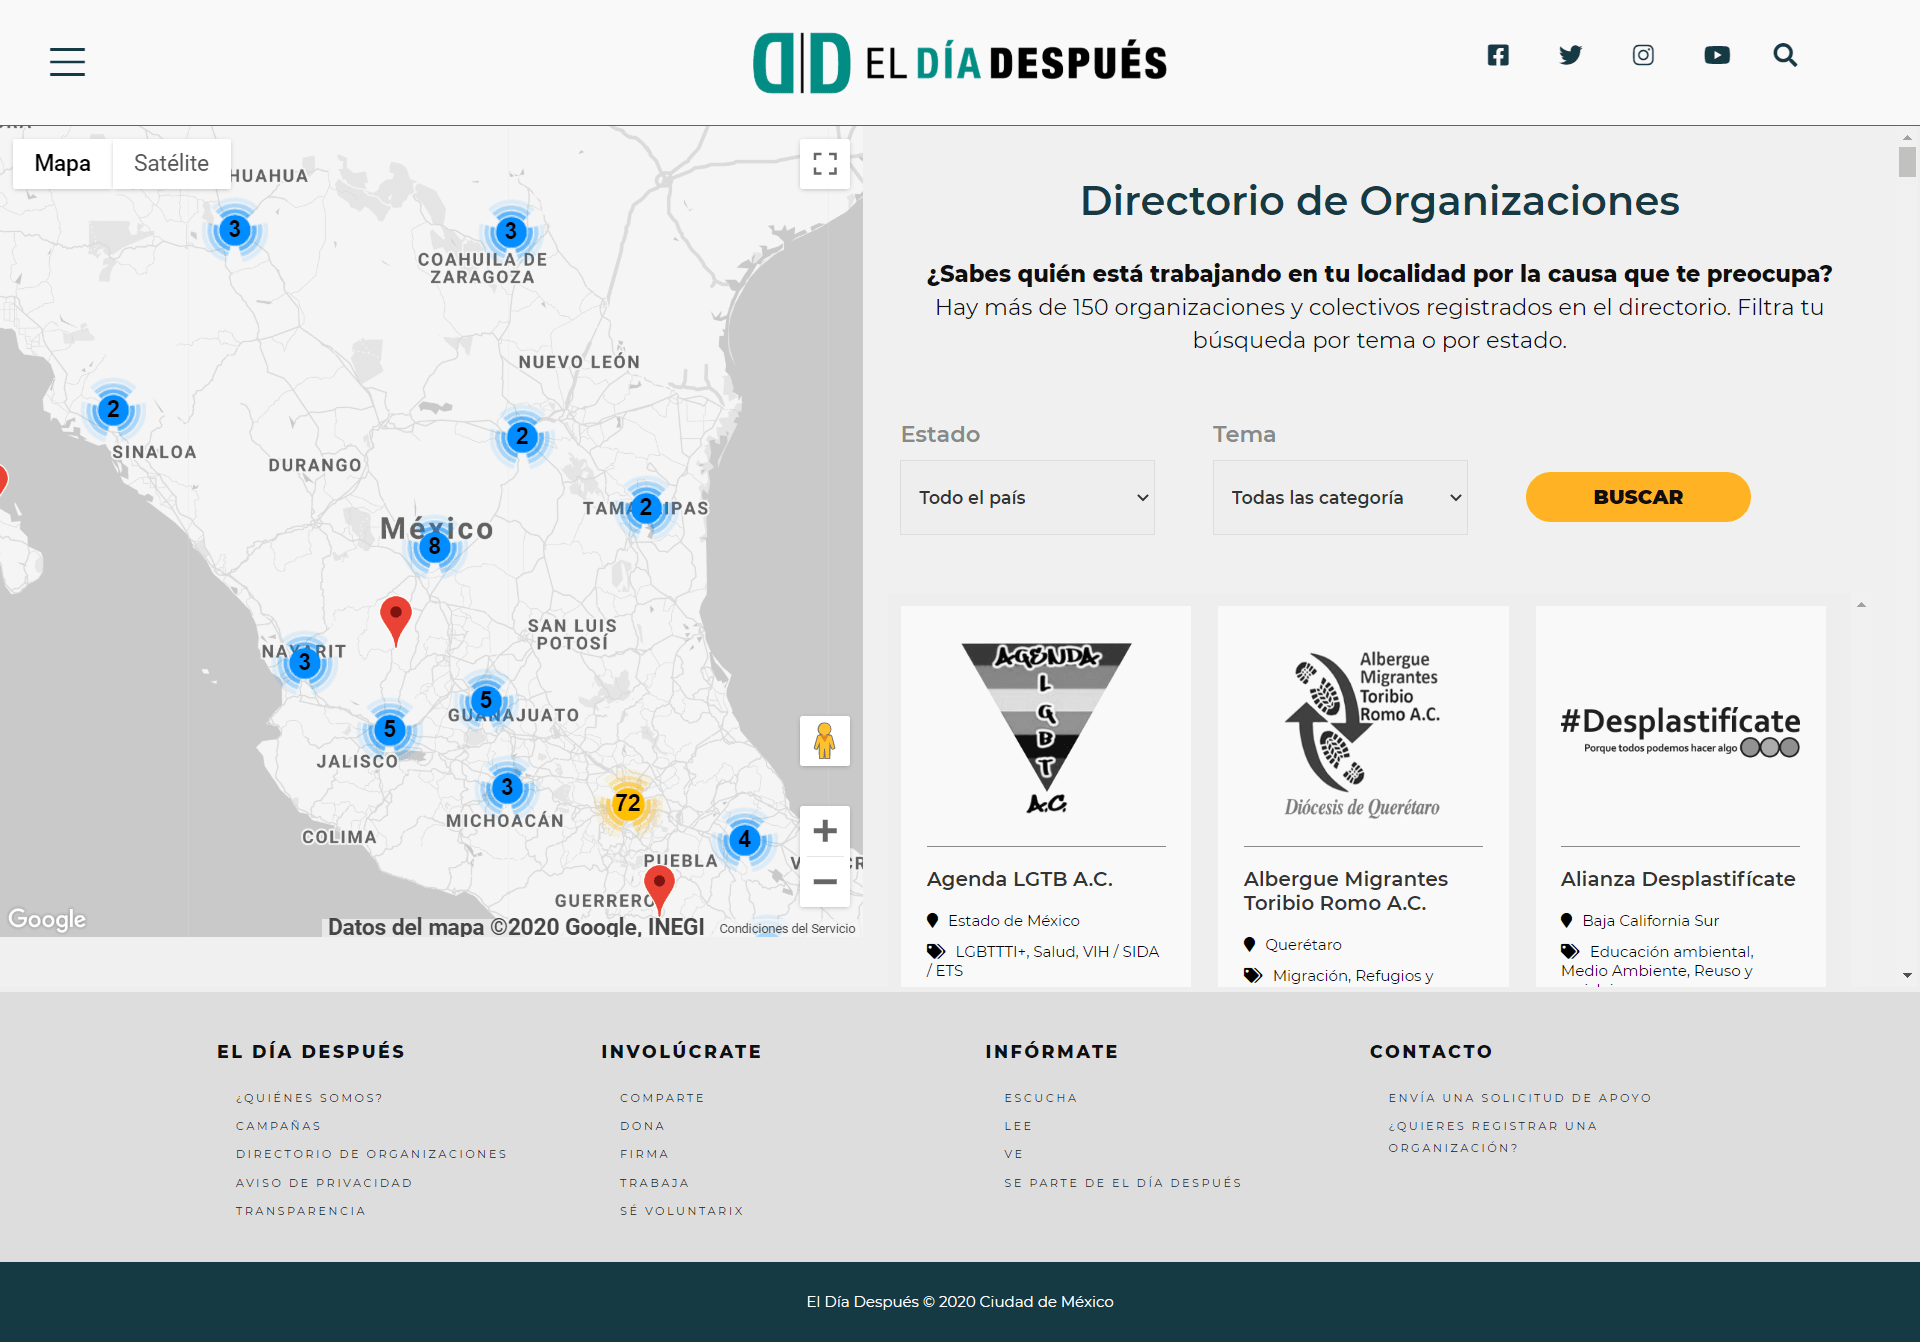 EL DÍA DESPUÉS
Mapa
Satélite
HUAHUA
3
3
COAHUILA DE
ZARAGOZA
NUEVO LEÓN
2
SINALOA
DURANGO
2
TAMAULIPAS
2
México
8
SAN LUIS
POTOSÍ
NAYARIT
3
5
GUANAJUATO
5
JALISCO
3
MICHOACÁN
72
COLIMA
4
PUEBLA
GUERRERO
Google
Datos del mapa ©2020 Google, INEGI
Condiciones del Servicio
Directorio de Organizaciones
¿Sabes quién está trabajando en tu localidad por la causa que te preocupa?
Hay más de 150 organizaciones y colectivos registrados en el directorio. Filtra tu
búsqueda por tema o por estado.
Estado
Tema
Todo el país
Todas las categoría
BUSCAR
AGENDA
L
G
B
T
A.C.
Agenda LGTB A.C.
Estado de México
LGBTTTI+, Salud, VIH / SIDA
/ ETS
Albergue
Migrantes
Toribio
Romo A.C.
Diócesis de Querétaro
Albergue Migrantes
Toribio Romo A.C.
Querétaro
Migración, Refugios y
#Desplastifícate
Porque todos podemos hacer algo
Alianza Desplastifícate
Baja California Sur
Educación ambiental,
Medio Ambiente, Reuso y
EL DÍA DESPUÉS
¿QUIÉNES SOMOS?
CAMPAÑAS
DIRECTORIO DE ORGANIZACIONES
AVISO DE PRIVACIDAD
TRANSPARENCIA
INVOLÚCRATE
COMPARTE
DONA
FIRMA
TRABAJA
SÉ VOLUNTARIX
INFÓRMATE
ESCUCHA
LEE
VE
SE PARTE DE EL DÍA DESPUÉS
CONTACTO
ENVÍA UNA SOLICITUD DE APOYO
¿QUIERES REGISTRAR UNA
ORGANIZACIÓN?
El Día Después © 2020 Ciudad de México